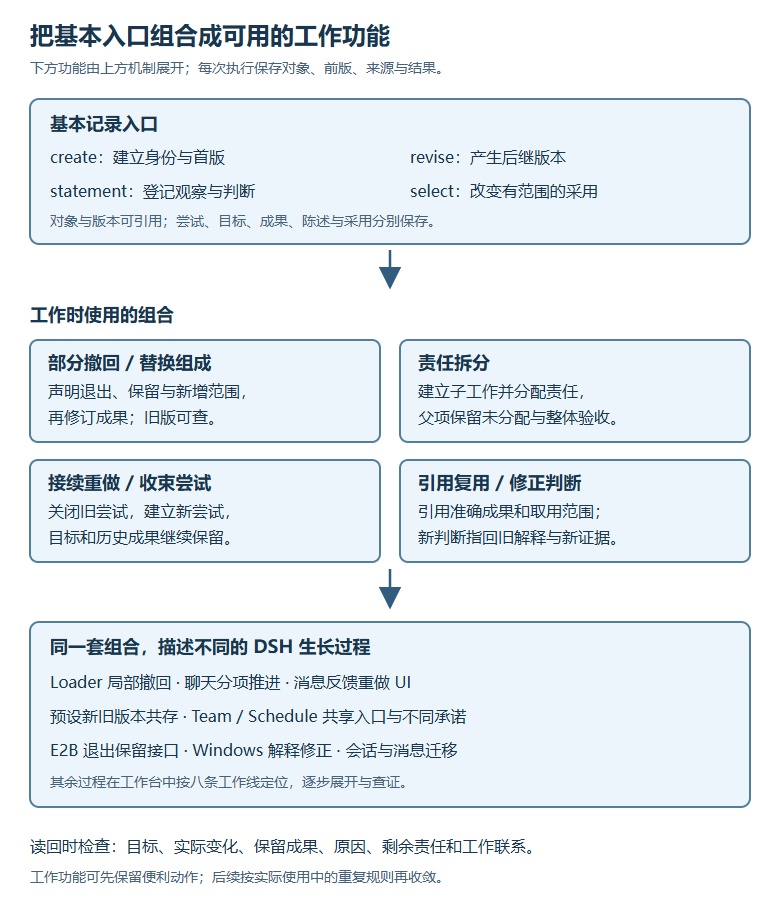 把基本入口组合成可用的工作功能
下方功能由上方机制展开；每次执行保存对象、前版、来源与结果。
基本记录入口
create：建立身份与首版
revise：产生后继版本
statement：登记观察与判断
select：改变有范围的采用
对象与版本可引用；尝试、目标、成果、陈述与采用分别保存。
工作时使用的组合
部分撤回 / 替换组成
声明退出、保留与新增范围，
再修订成果；旧版可查。
责任拆分
建立子工作并分配责任，
父项保留未分配与整体验收。
接续重做 / 收束尝试
关闭旧尝试，建立新尝试，
目标和历史成果继续保留。
引用复用 / 修正判断
引用准确成果和取用范围；
新判断指回旧解释与新证据。
同一套组合，描述不同的 DSH 生长过程
Loader 局部撤回 · 聊天分项推进 · 消息反馈重做 UI
预设新旧版本共存 · Team / Schedule 共享入口与不同承诺
E2B 退出保留接口 · Windows 解释修正 · 会话与消息迁移
其余过程在工作台中按八条工作线定位，逐步展开与查证。
读回时检查：目标、实际变化、保留成果、原因、剩余责任和工作联系。
工作功能可先保留便利动作；后续按实际使用中的重复规则再收敛。